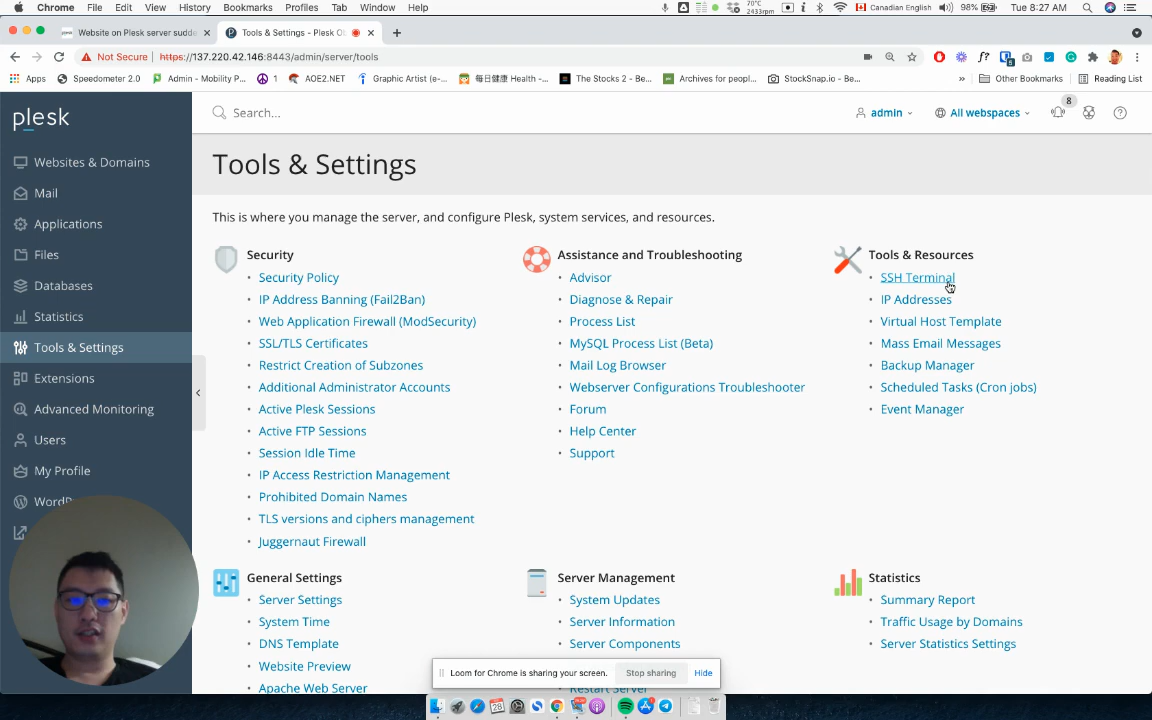 Chrome File Edit View History Bookmarks Profiles Tab Window Help 70°C 2433rpm Canadian English 98% Tue 8:27 AM
Website on Plesk server sudde Tools & Settings - Plesk Ol
Not Secure https://137.220.42.146:8443/admin/server/tools
Apps Speedometer 2.0 Admin - Mobility P... 1 AOE2.NET Graphic Artist (e-... 每日健康 Health –... The Stocks 2 - Be... Archives for peopl... StockSnap.io - Be... » Other Bookmarks Reading List
plesk
Search...
admin
All webspaces
8
Websites & Domains
Mail
Applications
Files
Databases
Statistics
Tools & Settings
Extensions
Advanced Monitoring
Users
My Profile
WordP
Tools & Settings
This is where you manage the server, and configure Plesk, system services, and resources.
Security
Security Policy
IP Address Banning (Fail2Ban)
Web Application Firewall (ModSecurity)
SSL/TLS Certificates
Restrict Creation of Subzones
Additional Administrator Accounts
Active Plesk Sessions
Active FTP Sessions
Session Idle Time
IP Access Restriction Management
Prohibited Domain Names
TLS versions and ciphers management
Juggernaut Firewall
Assistance and Troubleshooting
Advisor
Diagnose & Repair
Process List
MySQL Process List (Beta)
Mail Log Browser
Webserver Configurations Troubleshooter
Forum
Help Center
Support
Tools & Resources
SSH Terminal
IP Addresses
Virtual Host Template
Mass Email Messages
Backup Manager
Scheduled Tasks (Cron jobs)
Event Manager
General Settings
Server Settings
System Time
DNS Template
Website Preview
Apache Web Server
Server Management
System Updates
Server Information
Server Components
Restart Server
Statistics
Summary Report
Traffic Usage by Domains
Server Statistics Settings
Loom for Chrome is sharing your screen. Stop sharing Hide
28